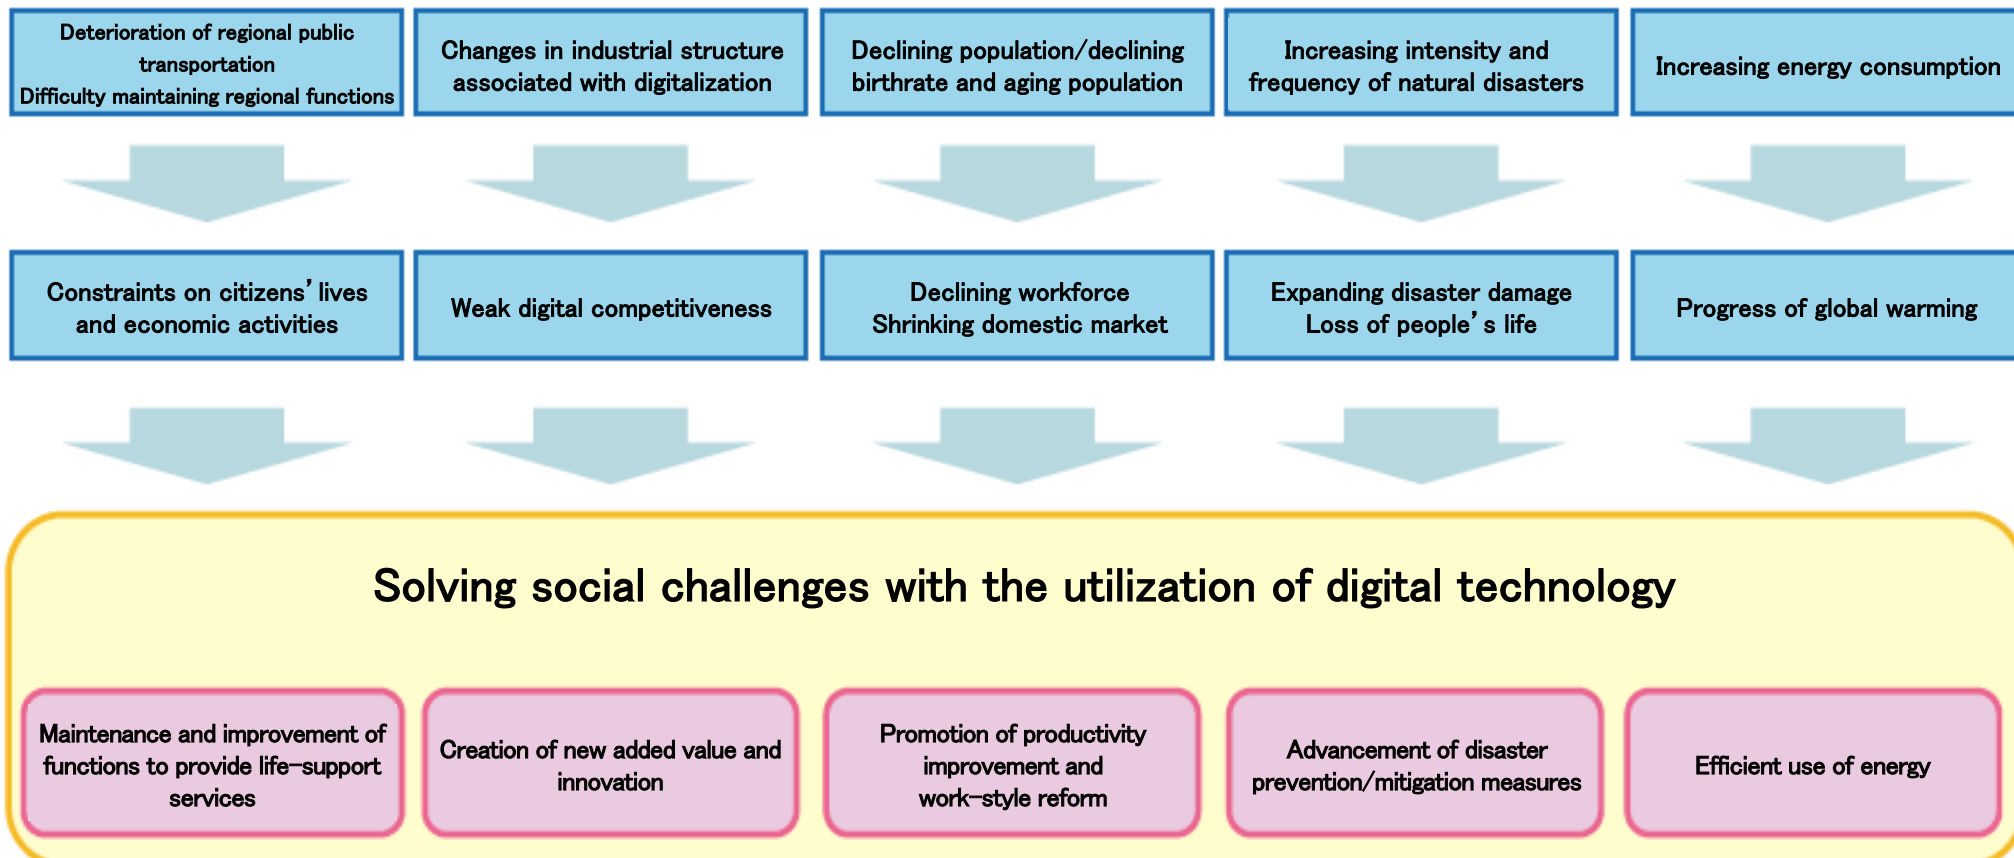 Deterioration of regional public
transportation
Difficulty maintaining regional functions
Changes in industrial structure
associated with digitalization
Declining population/declining
birthrate and aging population
Increasing intensity and
frequency of natural disasters
Increasing energy consumption
Constraints on citizens’ lives
and economic activities
Weak digital competitiveness
Declining workforce
Shrinking domestic market
Expanding disaster damage
Loss of people’s life
Progress of global warming
Solving social challenges with the utilization of digital technology
Maintenance and improvement of
functions to provide life-support
services
Creation of new added value and
innovation
Promotion of productivity
improvement and
work-style reform
Advancement of disaster
prevention/mitigation measures
Efficient use of energy